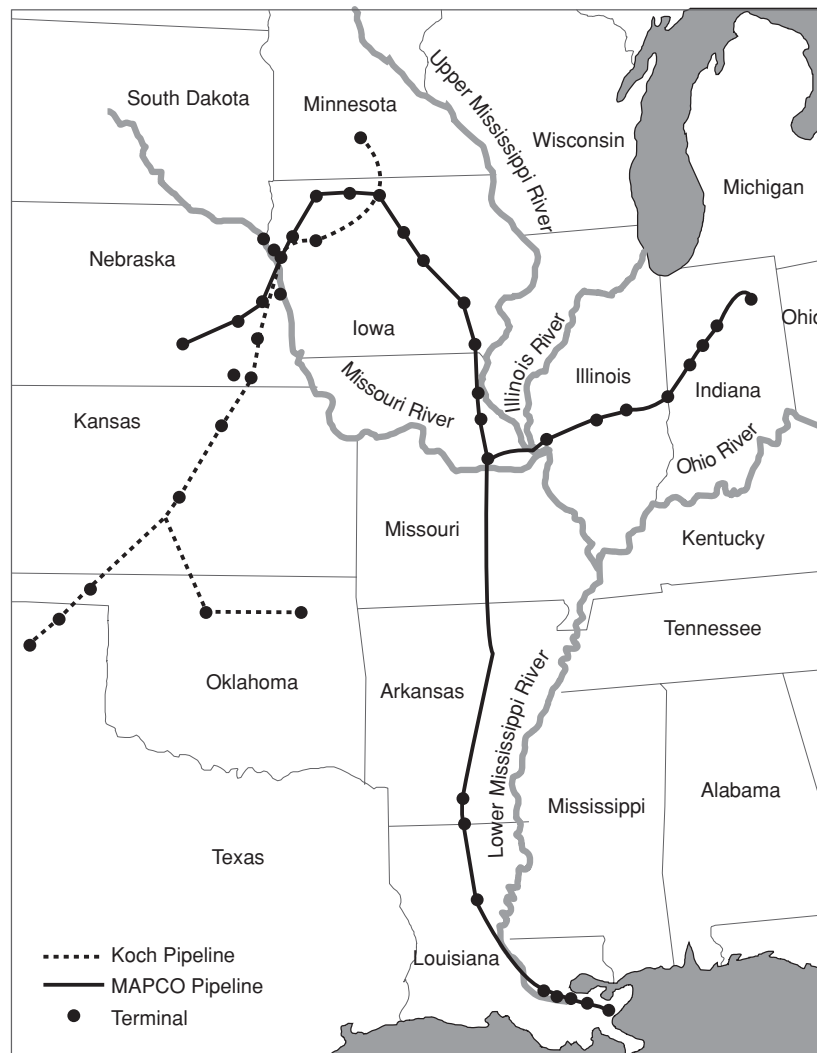 South Dakota
Minnesota
Upper Mississippi River
Wisconsin
Michigan
Nebraska
Iowa
Illinois River
Illinois
Indiana
Ohio
Missouri River
Kansas
Ohio River
Missouri
Kentucky
Tennessee
Oklahoma
Arkansas
Lower Mississippi River
Mississippi
Alabama
Texas
Louisiana
Koch Pipeline
MAPCO Pipeline
Terminal